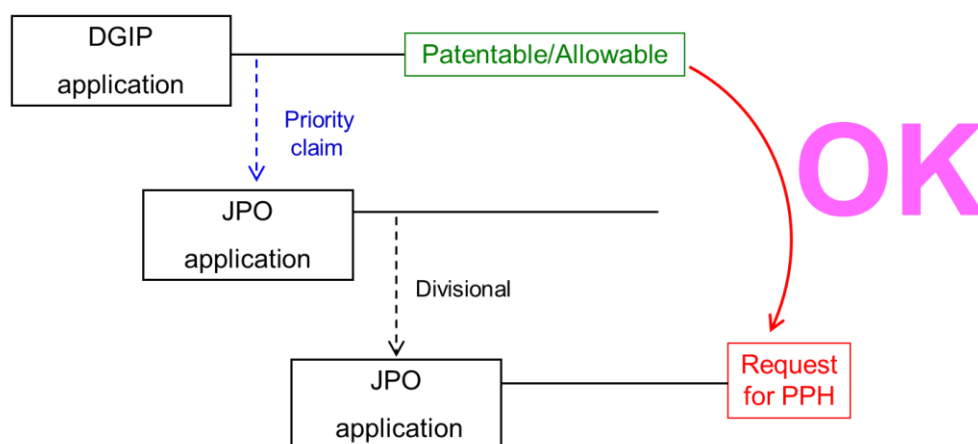 DGIP
application
Patentable/Allowable
Priority
claim
OK
JPO
application
Divisional
JPO
application
Request
for PPH